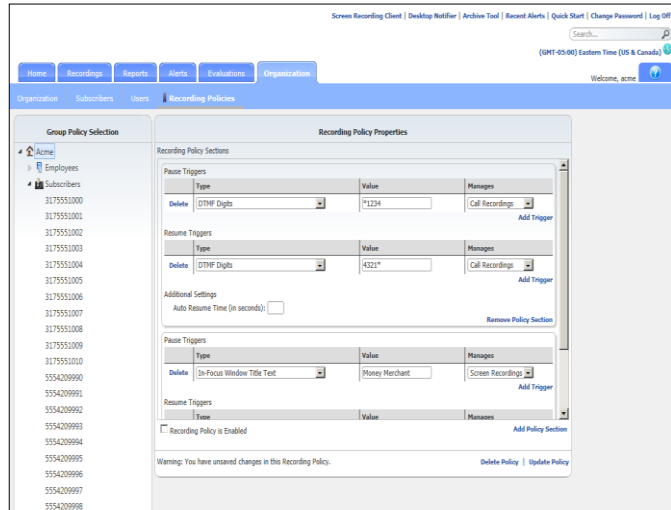 Screen Recording Client | Desktop Notifier | Archive Tool | Recent Alerts | Quick Start | Change Password | Log Off
Search...
(GMT-05:00) Eastern Time (US & Canada)
Home Recordings Reports Alerts Evaluations Organization
Welcome, acme
Organization Subscribers Users Recording Policies
Group Policy Selection
Acme
Employees
Subscribers
3175551000
3175551001
3175551002
3175551003
3175551004
3175551005
3175551006
3175551007
3175551008
3175551009
3175551010
5554209990
5554209991
5554209992
5554209993
5554209994
5554209995
5554209996
5554209997
5554209998
Recording Policy Properties
Recording Policy Sections
Pause Triggers
Type Value Manages
Delete DTMF Digits *1234 Call Recordings
Add Trigger
Resume Triggers
Type Value Manages
Delete DTMF Digits 4321* Call Recordings
Add Trigger
Additional Settings
Auto Resume Time (in seconds):
Remove Policy Section
Pause Triggers
Type Value Manages
Delete In-Focus Window Title Text Money Merchant Screen Recordings
Add Trigger
Resume Triggers
Type Value Manages
Recording Policy is Enabled
Add Policy Section
Warning: You have unsaved changes in this Recording Policy.
Delete Policy | Update Policy